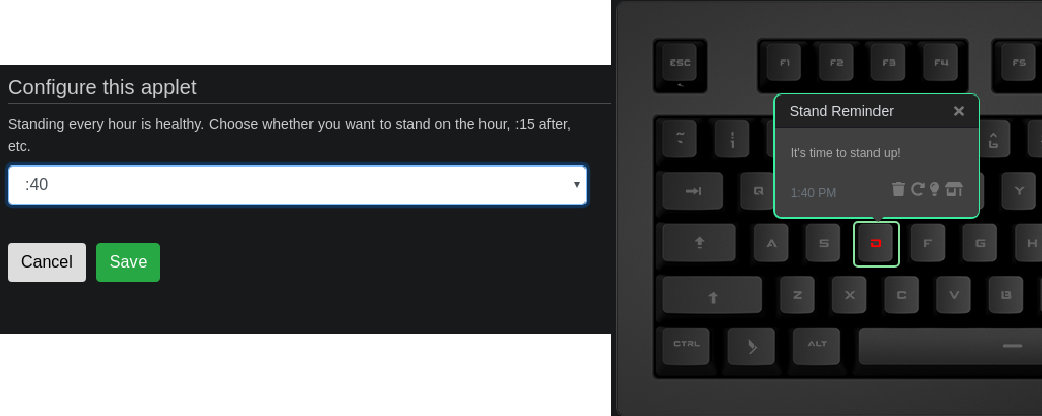 Configure this applet
Standing every hour is healthy. Choose whether you want to stand on the hour, :15 after,
etc.
:40
Cancel
Save
ESC
F1
F2
F3
F4
F5
Stand Reminder
It's time to stand up!
1:40 PM
~
!
6
Q
Y
A
S
D
F
G
H
Z
X
C
V
B
CTRL
ALT